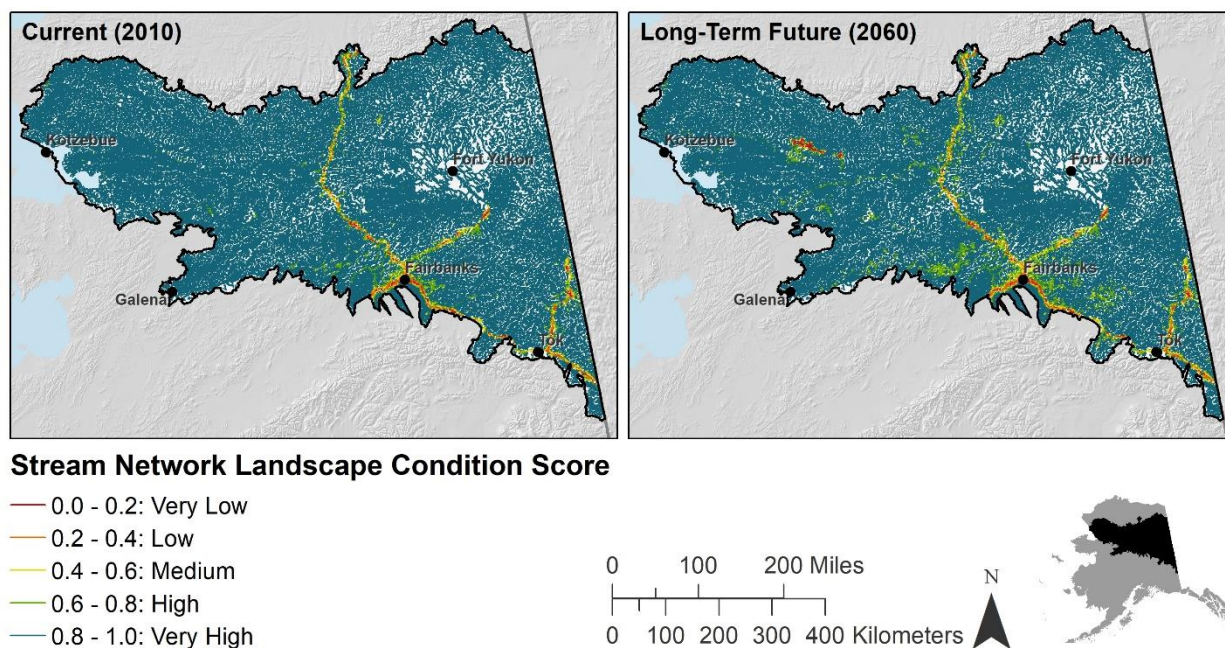 Current (2010)
Kotzebue
Fort Yukon
Fairbanks
Galena
Tok
Long-Term Future (2060)
Kotzebue
Fort Yukon
Fairbanks
Galena
Tok
Stream Network Landscape Condition Score
0.0 - 0.2: Very Low
0.2 - 0.4: Low
0.4 - 0.6: Medium
0.6 - 0.8: High
0.8 - 1.0: Very High
0 100 200 Miles
0 100 200 300 400 Kilometers
N